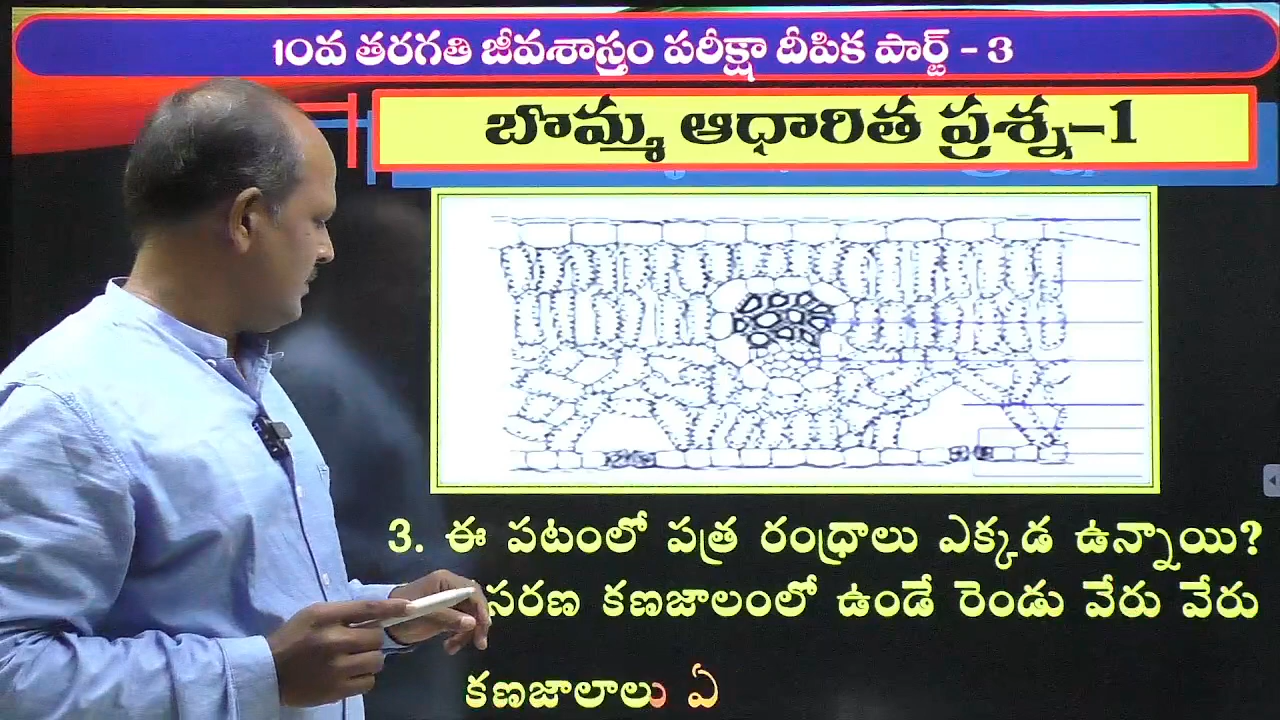 10వ తరగతి జీవశాస్త్రం పరీక్షా దీపిక పార్ట్ - 3
బొమ్మ ఆధారిత ప్రశ్న-1
3. ఈ పటంలో పత్ర రంధ్రాలు ఎక్కడ ఉన్నాయి?
సరణ కణజాలంలో ఉండే రెండు వేరు వేరు
కణజాలాలు ఏ